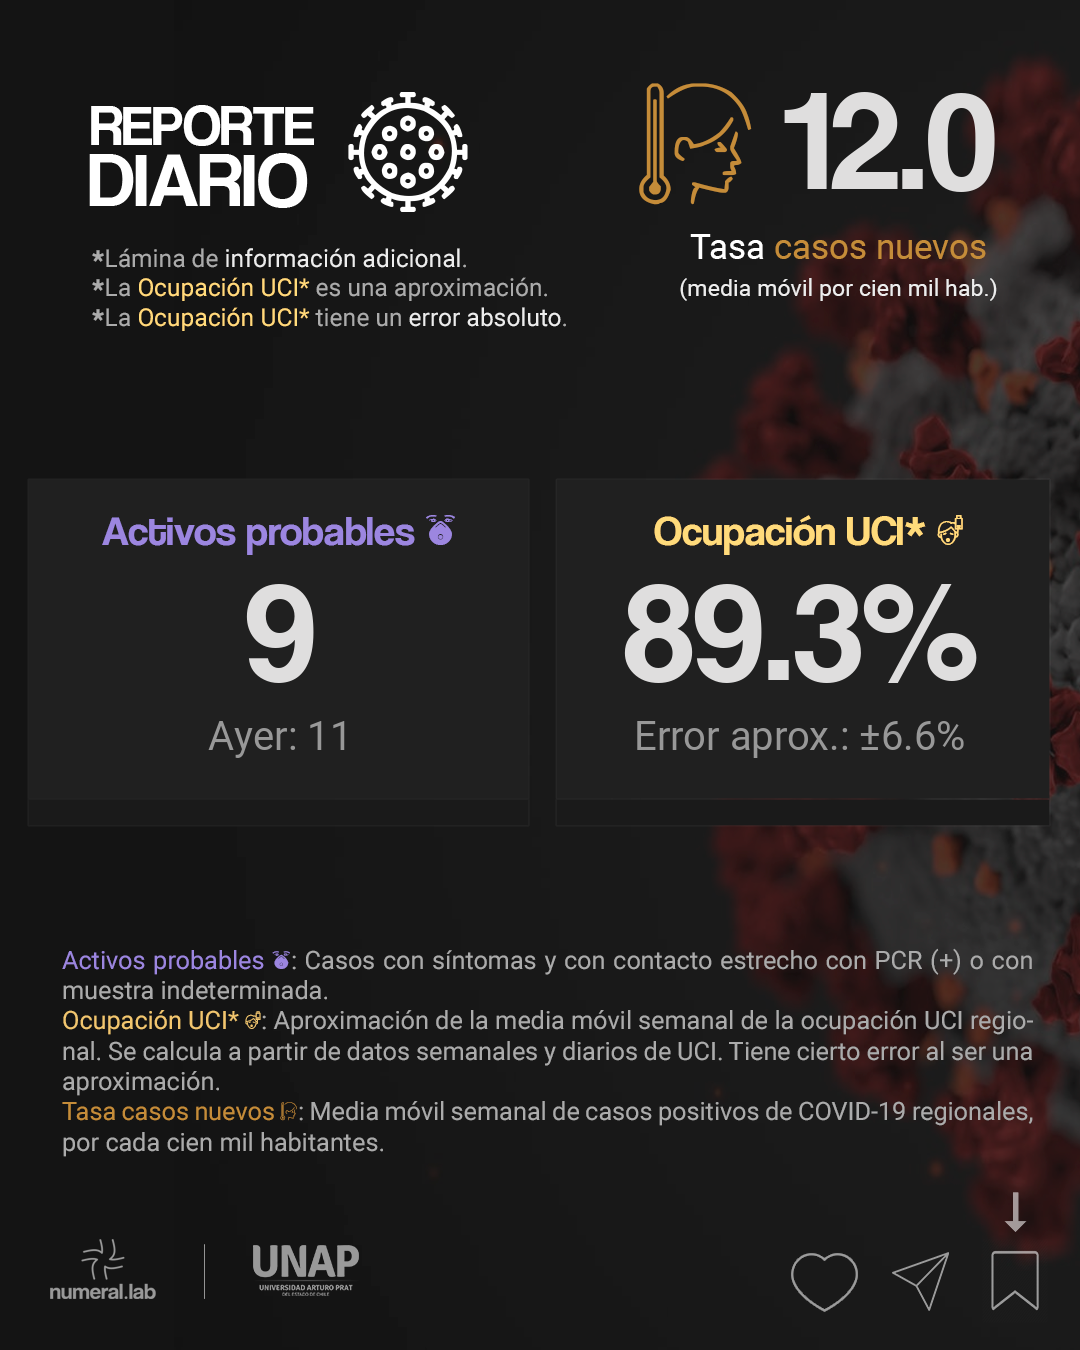 REPORTE
DIARIO
*Lámina de información adicional.
*La Ocupación UCI* es una aproximación.
*La Ocupación UCI* tiene un error absoluto.
12.0
Tasa casos nuevos
(media móvil por cien mil hab.)
Activos probables
9
Ayer: 11
Ocupación UCI*
89.3%
Error aprox.: ±6.6%
Activos probables : Casos con síntomas y con contacto estrecho con PCR (+) o con
muestra indeterminada.
Ocupación UCI* : Aproximación de la media móvil semanal de la ocupación UCI regio-
nal. Se calcula a partir de datos semanales y diarios de UCI. Tiene cierto error al ser una
aproximación.
Tasa casos nuevos : Media móvil semanal de casos positivos de COVID-19 regionales,
por cada cien mil habitantes.
numeral.lab
UNAP
UNIVERSIDAD ARTURO PRAT
DEL ESTADO DE CHILE